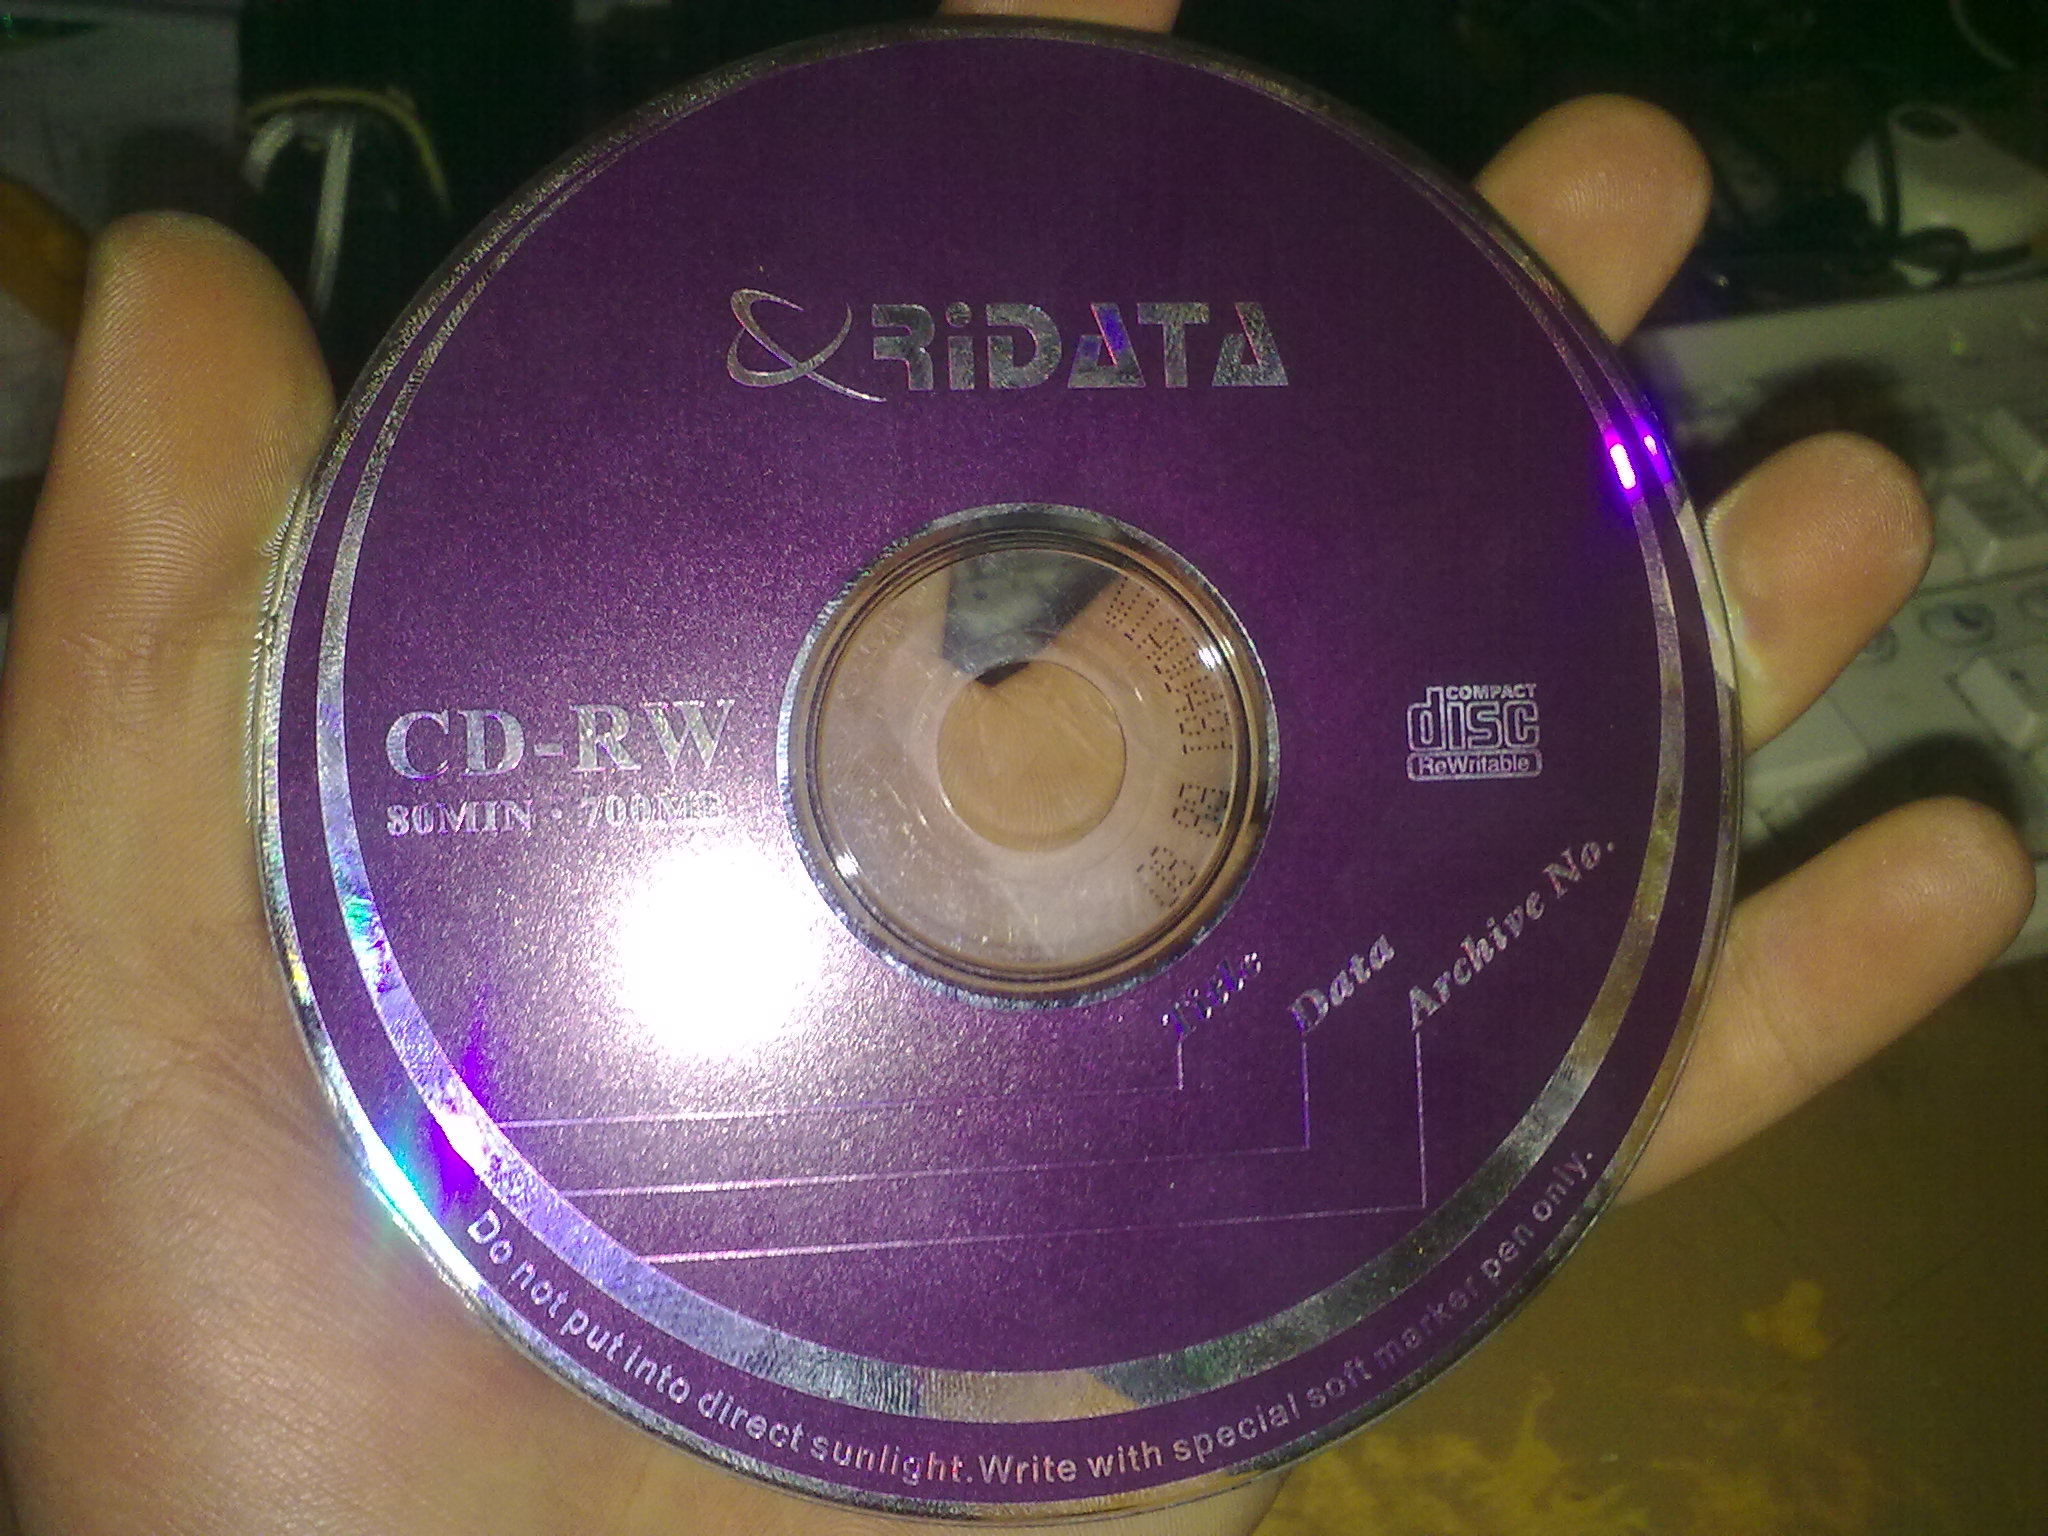 RiDATA
CD-RW
80MIN · 700MB
COMPACT
disc
ReWritable
Title
Data
Archive No.
Do not put into direct sunlight. Write with special soft marker pen only.